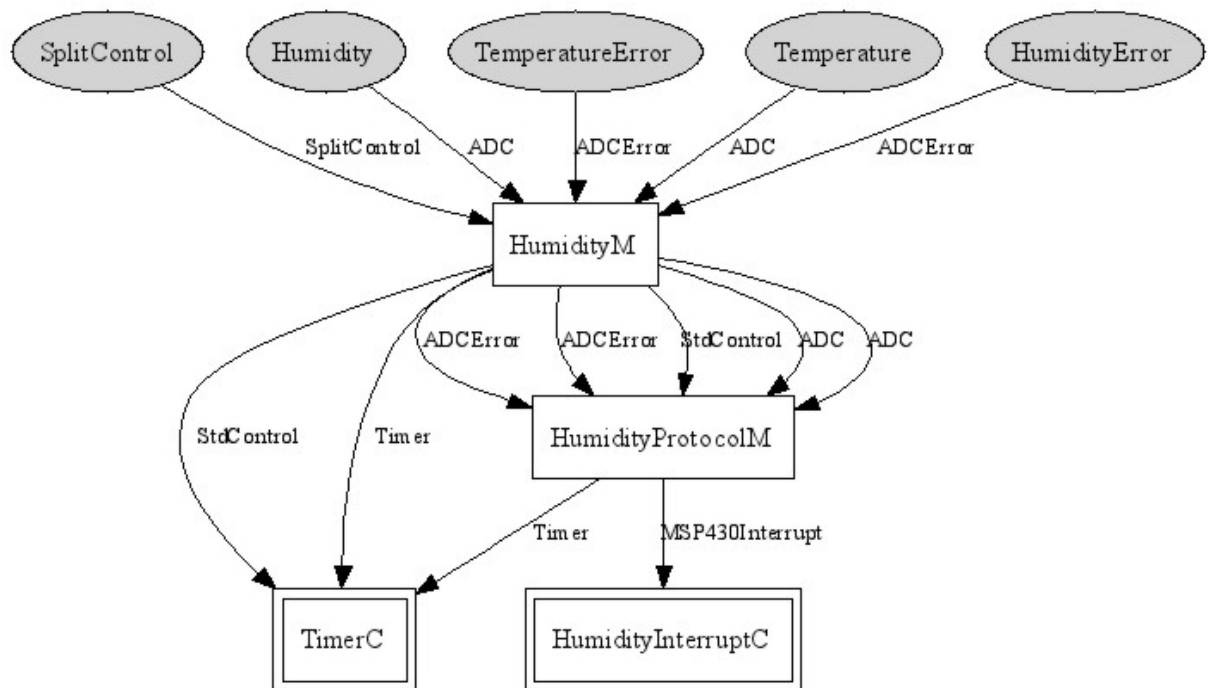 SplitControl
Humidity
TemperatureError
Temperature
HumidityError
SplitControl
ADC
ADCError
ADC
ADCError
HumidityM
ADCError
ADCError
StdControl
ADC
ADC
StdControl
Timer
HumidityProtocolM
Timer
MSP430Interrupt
TimerC
HumidityInterruptC